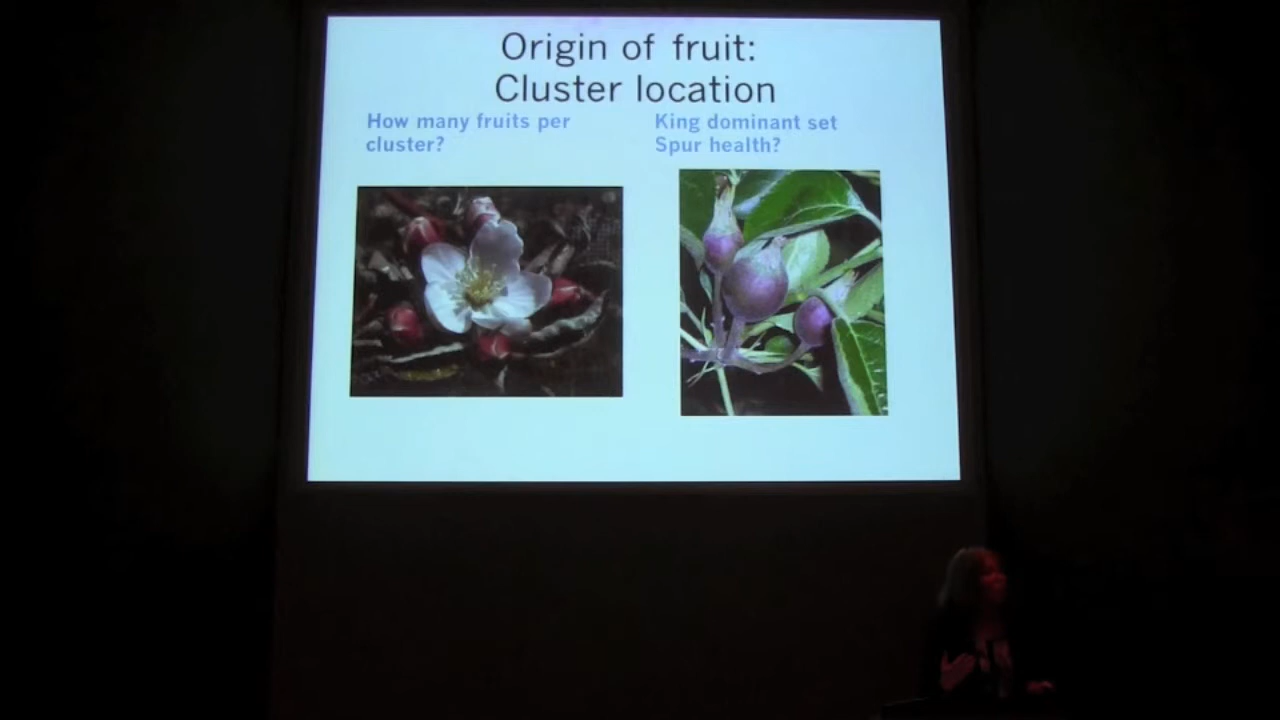 Origin of fruit:
Cluster location
How many fruits per
cluster?
King dominant set
Spur health?